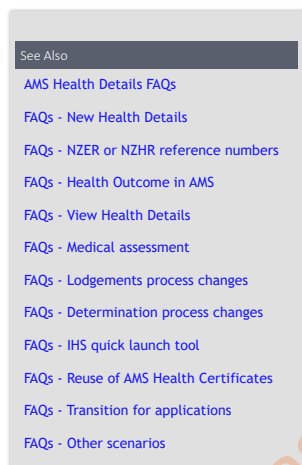 See Also
AMS Health Details FAQs
FAQs - New Health Details
FAQs - NZER or NZHR reference numbers
FAQs - Health Outcome in AMS
FAQs - View Health Details
FAQs - Medical assessment
FAQs - Lodgements process changes
FAQs - Determination process changes
FAQs - IHS quick launch tool
FAQs - Reuse of AMS Health Certificates
FAQs - Transition for applications
FAQs - Other scenarios